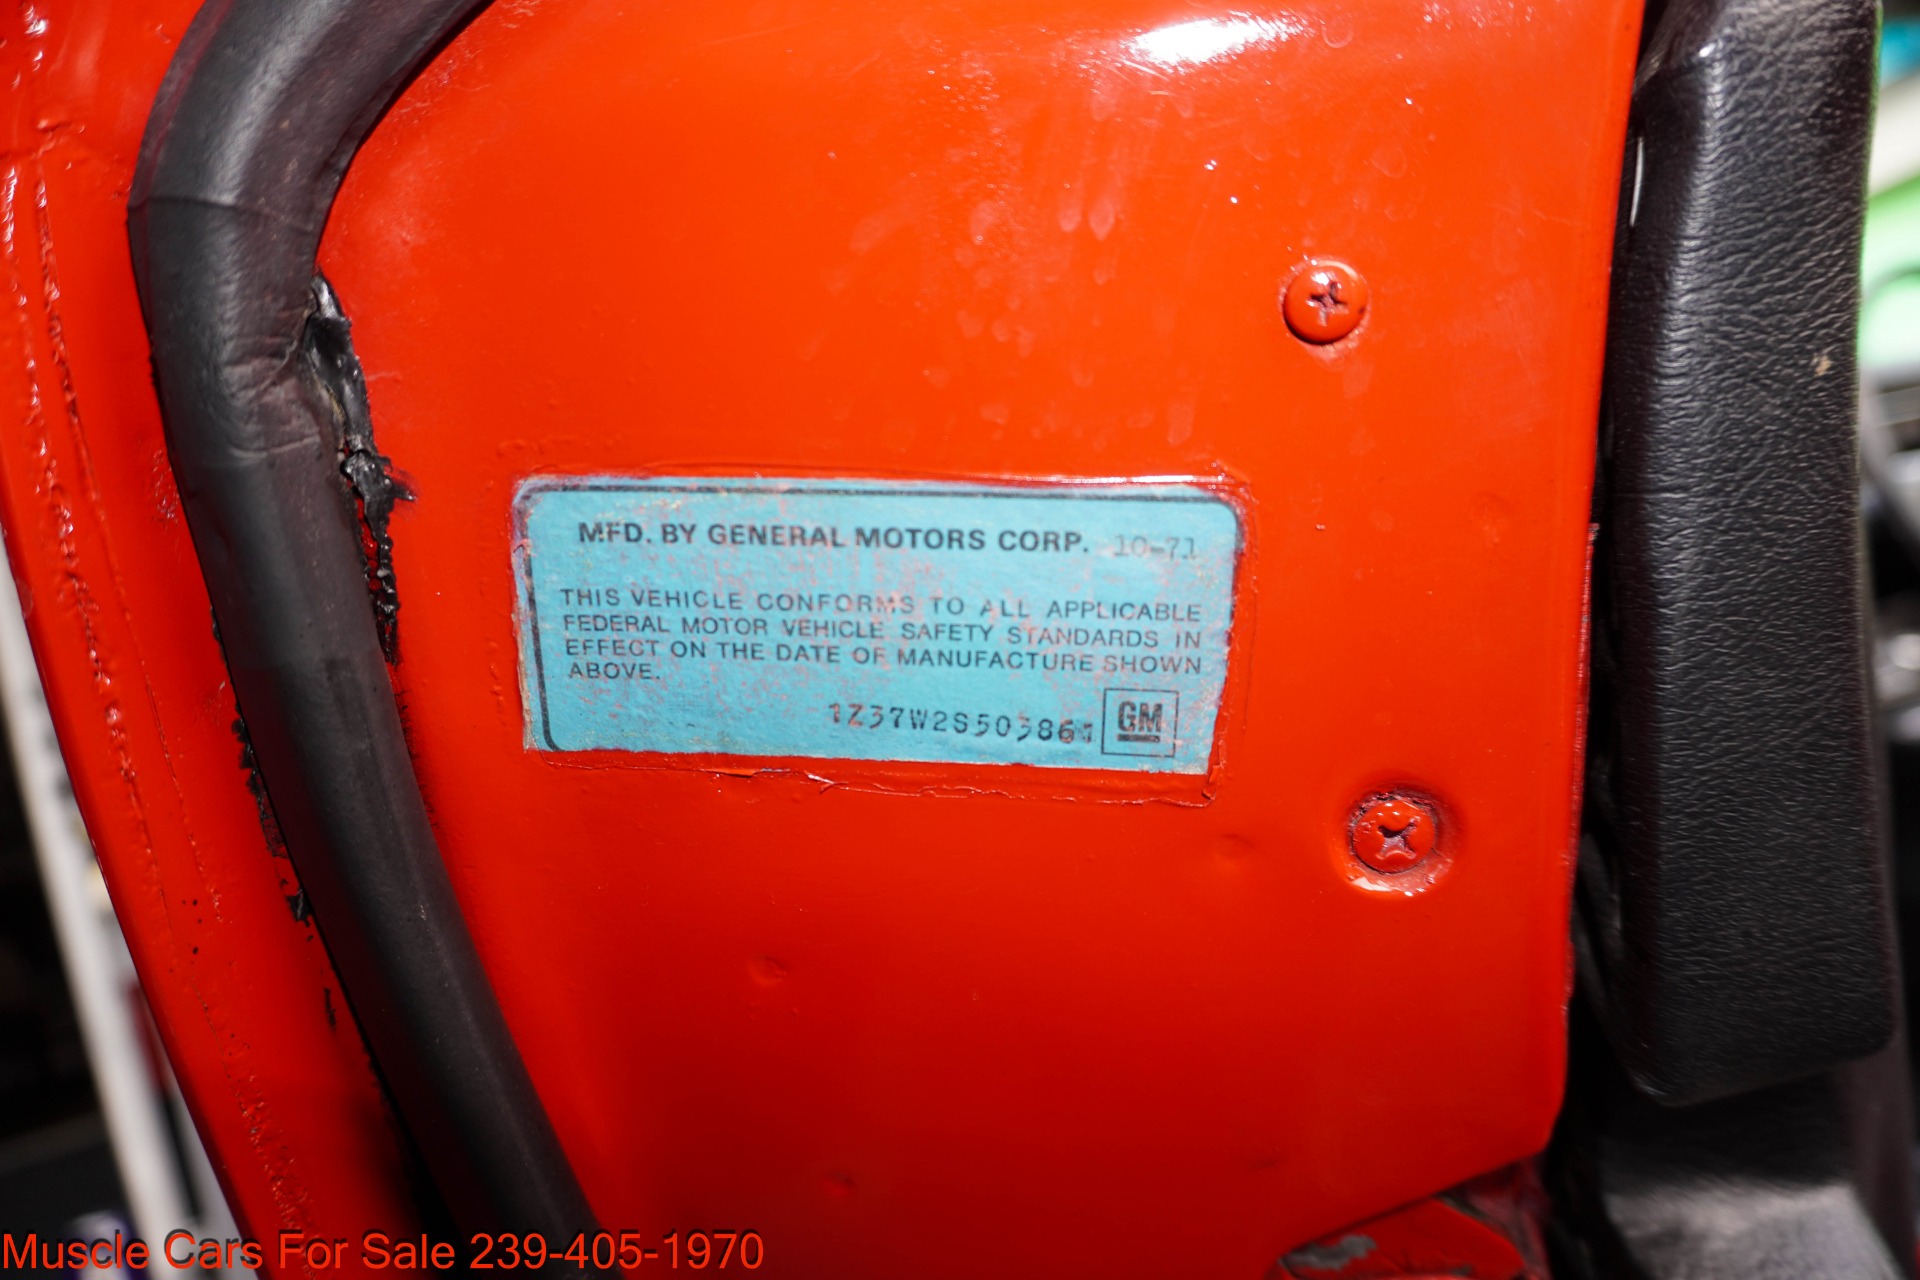 MFD. BY GENERAL MOTORS CORP. 10-71
THIS VEHICLE CONFORMS TO ALL APPLICABLE
FEDERAL MOTOR VEHICLE SAFETY STANDARDS IN
EFFECT ON THE DATE OF MANUFACTURE SHOWN
ABOVE.
1Z37W2S503861
GM
Muscle Cars For Sale 239-405-1970